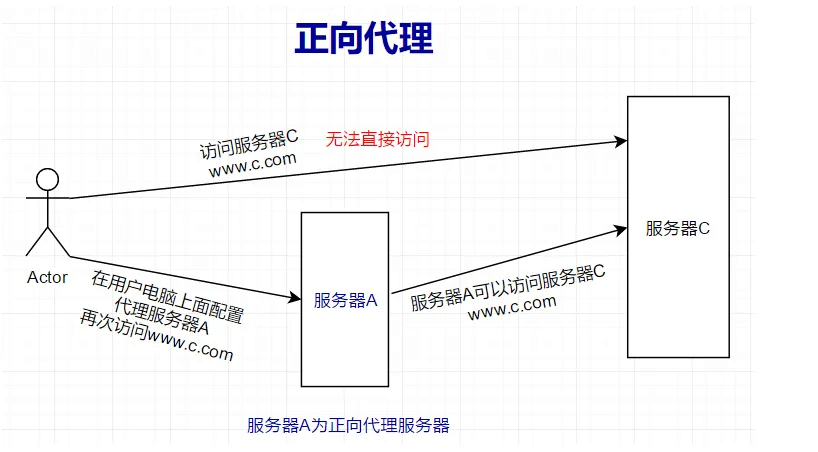 正向代理
访问服务器C
www.c.com
无法直接访问
服务器C
Actor
在用户电脑上面配置
代理服务器A
再次访问www.c.com
服务器A
服务器A可以访问服务器C
www.c.com
服务器A为正向代理服务器